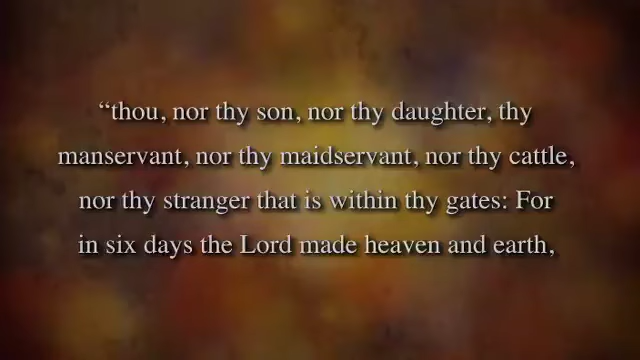 “thou, nor thy son, nor thy daughter, thy
manservant, nor thy maidservant, nor thy cattle,
nor thy stranger that is within thy gates: For
in six days the Lord made heaven and earth,